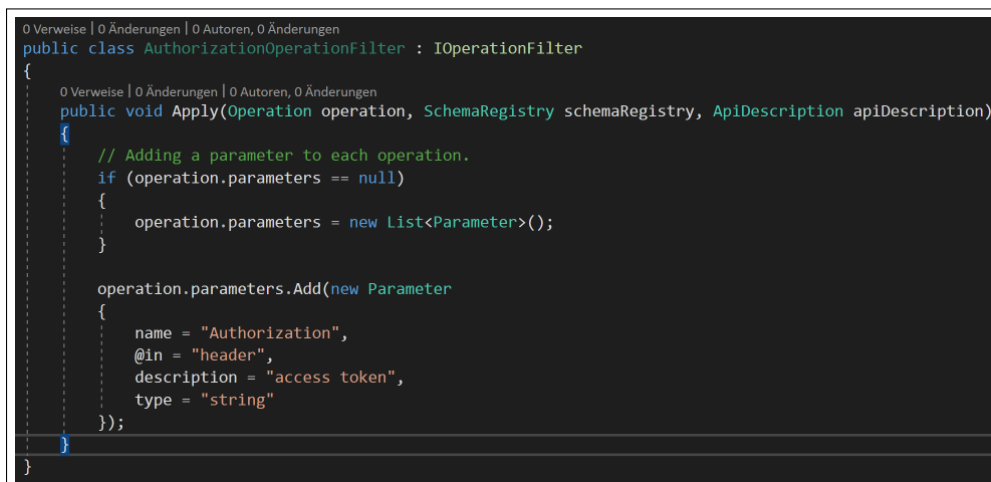 0 Verweise | 0 Änderungen | 0 Autoren, 0 Änderungen
public class AuthorizationOperationFilter : IOperationFilter
{
0 Verweise | 0 Änderungen | 0 Autoren, 0 Änderungen
public void Apply(Operation operation, SchemaRegistry schemaRegistry, ApiDescription apiDescription)
{
// Adding a parameter to each operation.
if (operation.parameters == null)
{
operation.parameters = new List<Parameter>();
}
operation.parameters.Add(new Parameter
{
name = "Authorization",
@in = "header",
description = "access token",
type = "string"
});
}
}